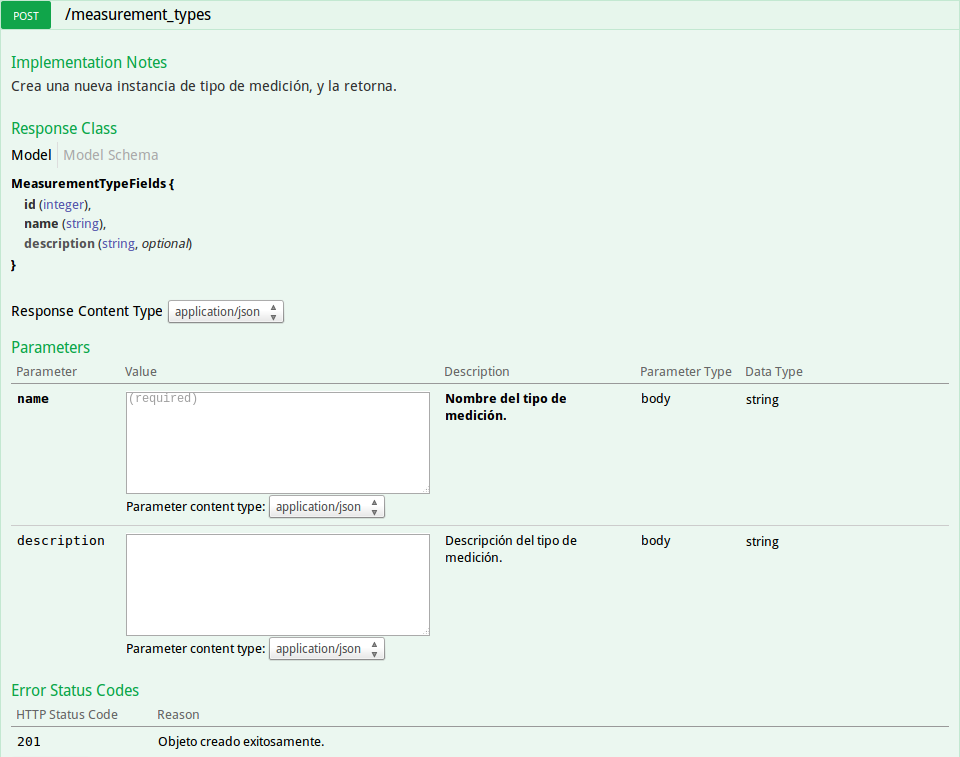 POST /measurement_types
Implementation Notes
Crea una nueva instancia de tipo de medición, y la retorna.
Response Class
Model Model Schema
MeasurementTypeFields {
id (integer),
name (string),
description (string, optional)
}
Response Content Type application/json
Parameters
Parameter Value Description Parameter Type Data Type
name (required) Nombre del tipo de body string
medición.
Parameter content type: application/json
description Descripción del tipo de body string
medición.
Parameter content type: application/json
Error Status Codes
HTTP Status Code Reason
201 Objeto creado exitosamente.